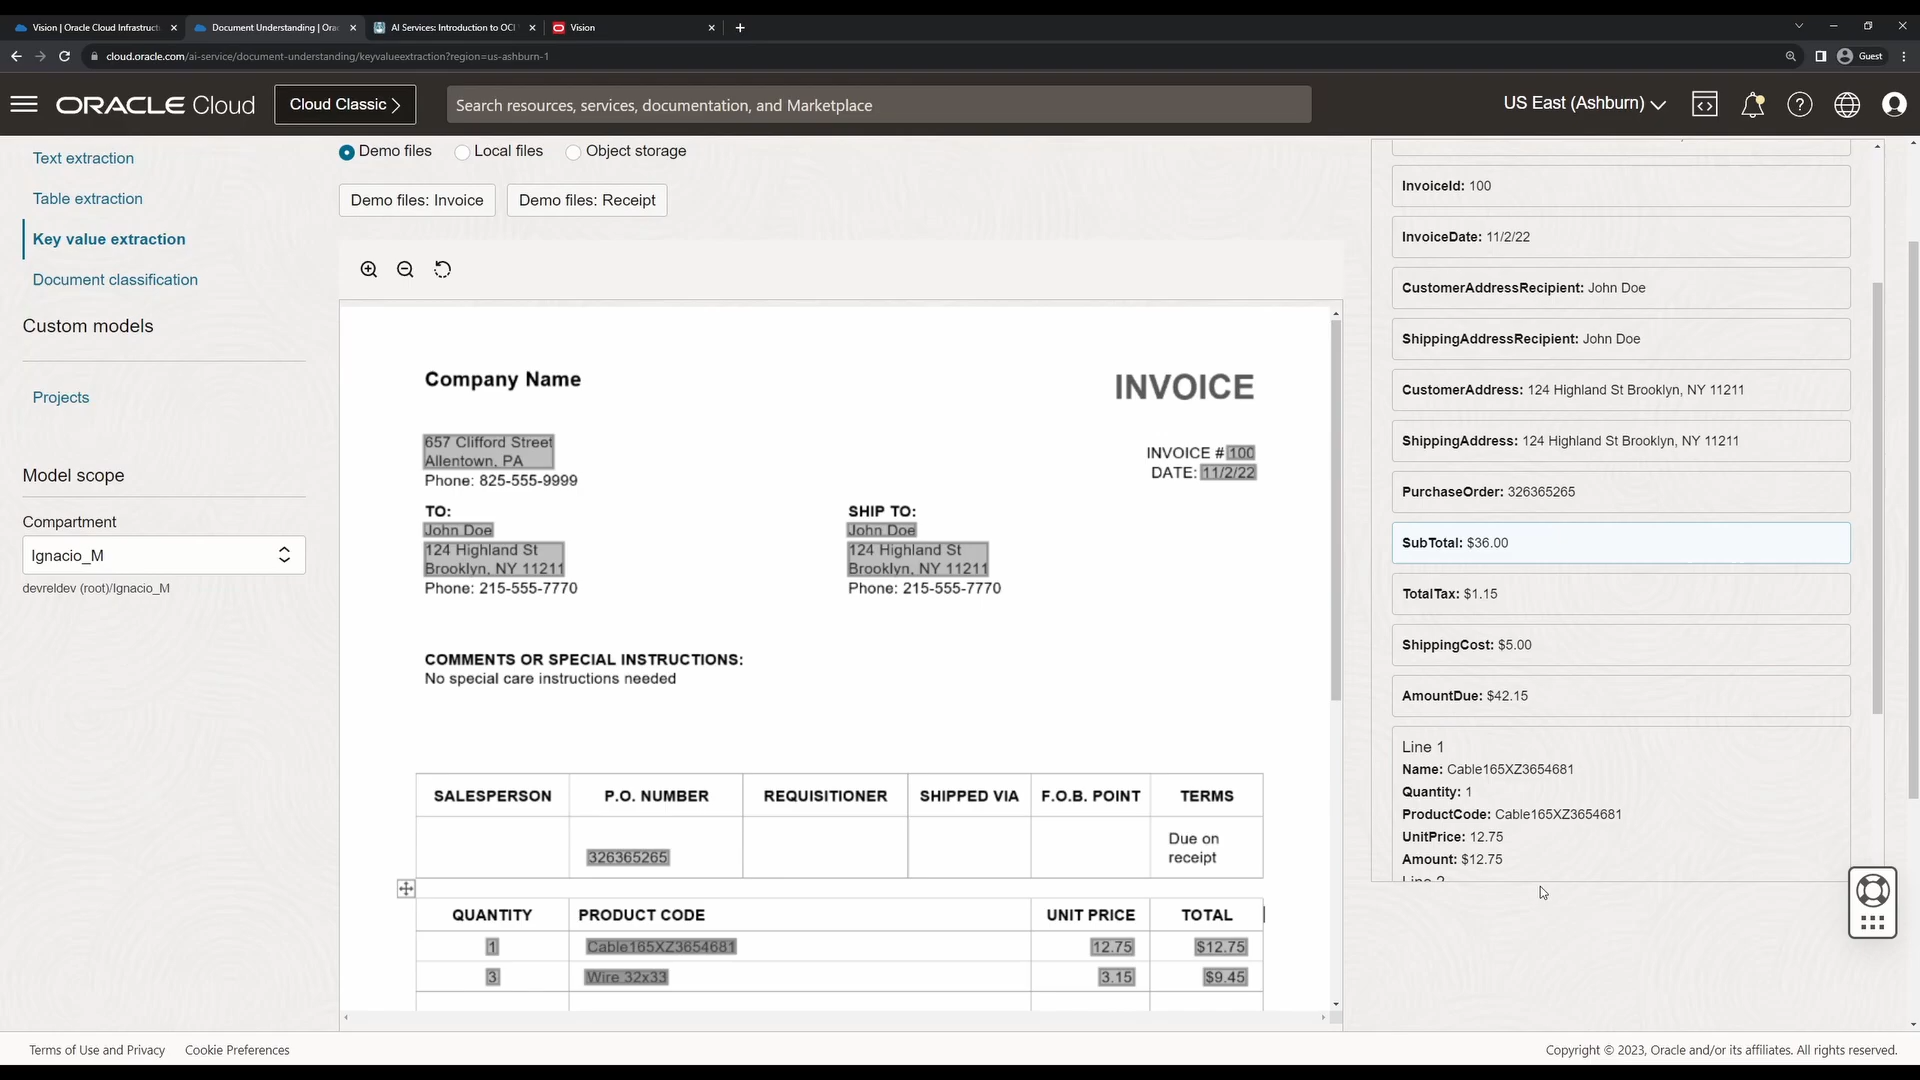 Vision | Oracle Cloud Infrastruct
Document Understanding | Ora
AI Services: Introduction to OCI
Vision
cloud.oracle.com/ai-service/document-understanding/keyvalueextraction?region=us-ashburn-1
Guest
ORACLE Cloud
Cloud Classic
Search resources, services, documentation, and Marketplace
US East (Ashburn)
Text extraction
Table extraction
Key value extraction
Document classification
Custom models
Projects
Model scope
Compartment
Ignacio_M
devreldev (root)/Ignacio_M
Demo files
Local files
Object storage
Demo files: Invoice
Demo files: Receipt
Company Name
INVOICE
657 Clifford Street
Allentown, PA
Phone: 825-555-9999
INVOICE # 100
DATE: 11/2/22
TO:
John Doe
124 Highland St
Brooklyn, NY 11211
Phone: 215-555-7770
SHIP TO:
John Doe
124 Highland St
Brooklyn, NY 11211
Phone: 215-555-7770
COMMENTS OR SPECIAL INSTRUCTIONS:
No special care instructions needed
SALESPERSON P.O. NUMBER REQUISITIONER SHIPPED VIA F.O.B. POINT TERMS
326365265
Due on
receipt
QUANTITY PRODUCT CODE UNIT PRICE TOTAL
1 Cable165XZ3654681 12.75 $12.75
3 Wire 32x33 3.15 $9.45
InvoiceId: 100
InvoiceDate: 11/2/22
CustomerAddressRecipient: John Doe
ShippingAddressRecipient: John Doe
CustomerAddress: 124 Highland St Brooklyn, NY 11211
ShippingAddress: 124 Highland St Brooklyn, NY 11211
PurchaseOrder: 326365265
SubTotal: $36.00
TotalTax: $1.15
ShippingCost: $5.00
AmountDue: $42.15
Line 1
Name: Cable165XZ3654681
Quantity: 1
ProductCode: Cable165XZ3654681
UnitPrice: 12.75
Amount: $12.75
Line 2
Terms of Use and Privacy
Cookie Preferences
Copyright © 2023, Oracle and/or its affiliates. All rights reserved.